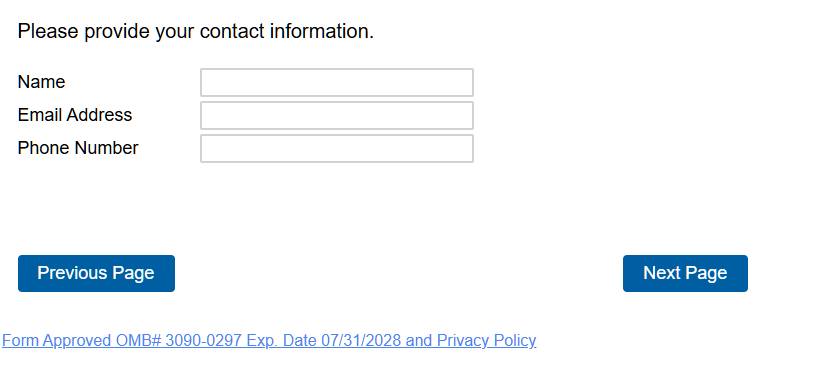 Please provide your contact information.
Name
Email Address
Phone Number
Previous Page
Next Page
Form Approved OMB# 3090-0297 Exp. Date 07/31/2028 and Privacy Policy